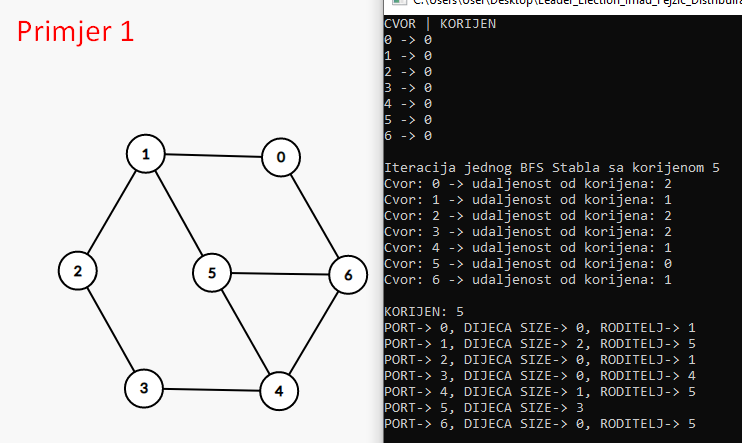 Primjer 1
1
0
2
5
6
3
4
CVOR | KORIJEN
0 -> 0
1 -> 0
2 -> 0
3 -> 0
4 -> 0
5 -> 0
6 -> 0
Iteracija jednog BFS Stabla sa korijenom 5
Cvor: 0 -> udaljenost od korijena: 2
Cvor: 1 -> udaljenost od korijena: 1
Cvor: 2 -> udaljenost od korijena: 2
Cvor: 3 -> udaljenost od korijena: 2
Cvor: 4 -> udaljenost od korijena: 1
Cvor: 5 -> udaljenost od korijena: 0
Cvor: 6 -> udaljenost od korijena: 1
KORIJEN: 5
PORT-> 0, DIJECA SIZE-> 0, RODITELJ-> 1
PORT-> 1, DIJECA SIZE-> 2, RODITELJ-> 5
PORT-> 2, DIJECA SIZE-> 0, RODITELJ-> 1
PORT-> 3, DIJECA SIZE-> 0, RODITELJ-> 4
PORT-> 4, DIJECA SIZE-> 1, RODITELJ-> 5
PORT-> 5, DIJECA SIZE-> 3
PORT-> 6, DIJECA SIZE-> 0, RODITELJ-> 5